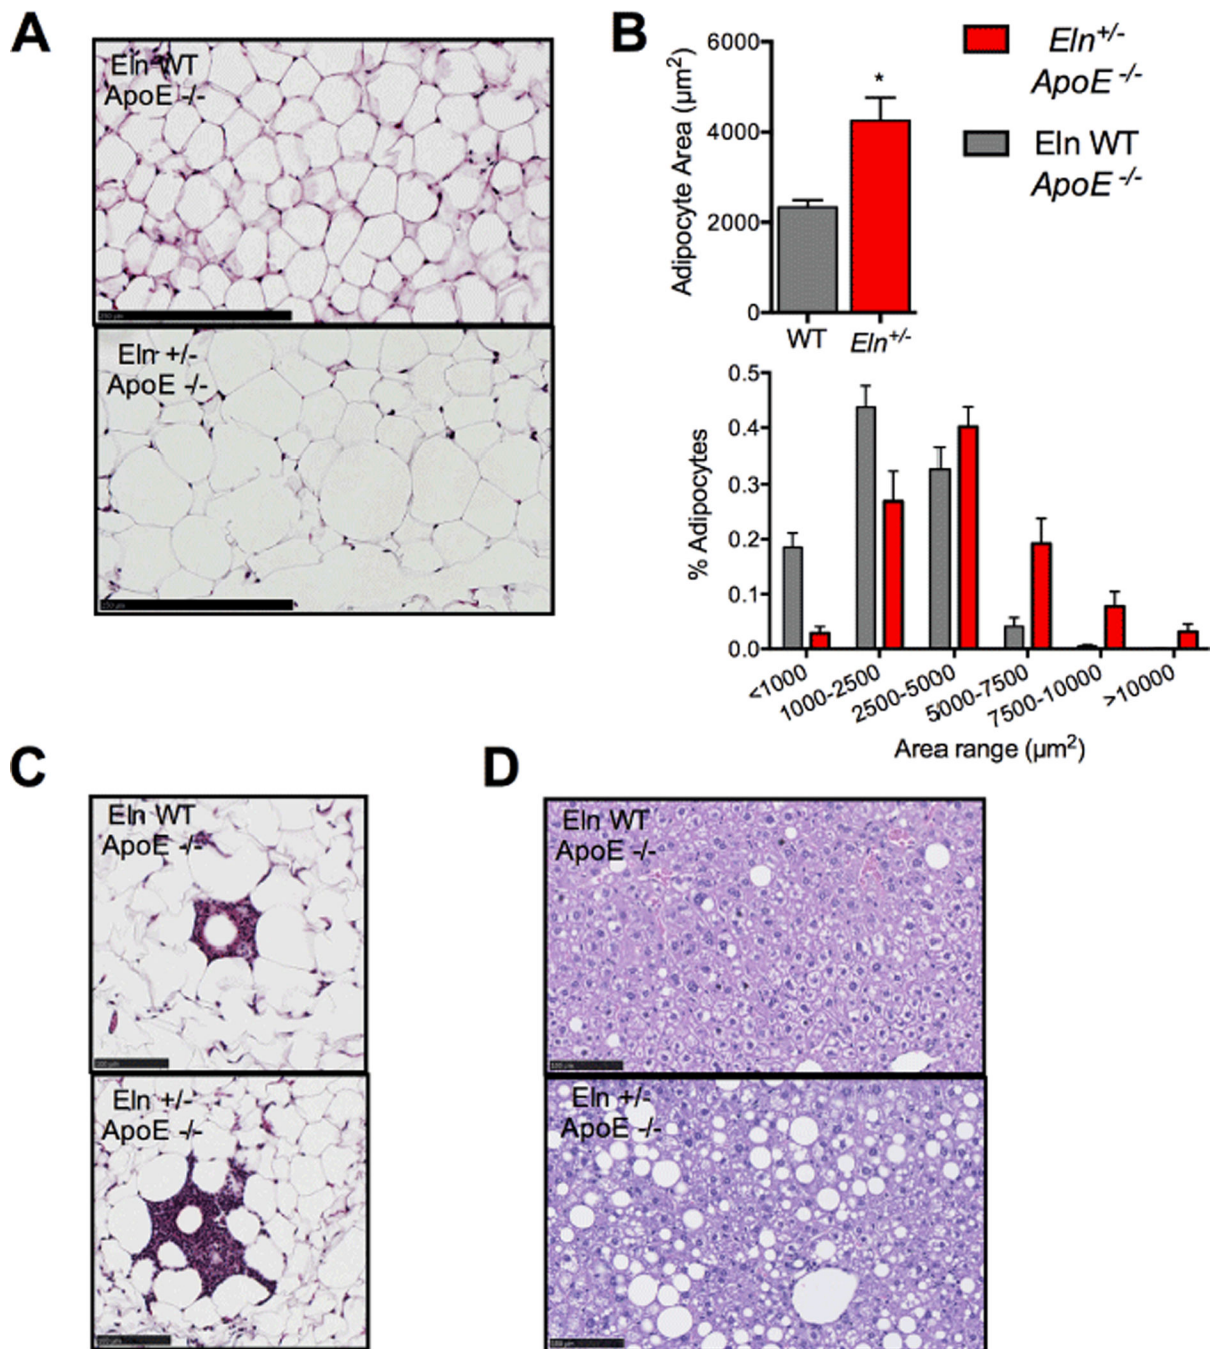 A
Eln WT
ApoE -/-
Eln +/-
ApoE -/-
B
6000
4000
2000
0
Adipocyte Area (µm²)
*
WT
Eln⁺/⁻
Eln⁺/⁻
ApoE ⁻/⁻
Eln WT
ApoE ⁻/⁻
0.5
0.4
0.3
0.2
0.1
0.0
% Adipocytes
<1000
1000-2500
2500-5000
5000-7500
7500-10000
>10000
Area range (µm²)
C
Eln WT
ApoE -/-
Eln +/-
ApoE -/-
D
Eln WT
ApoE -/-
Eln +/-
ApoE -/-